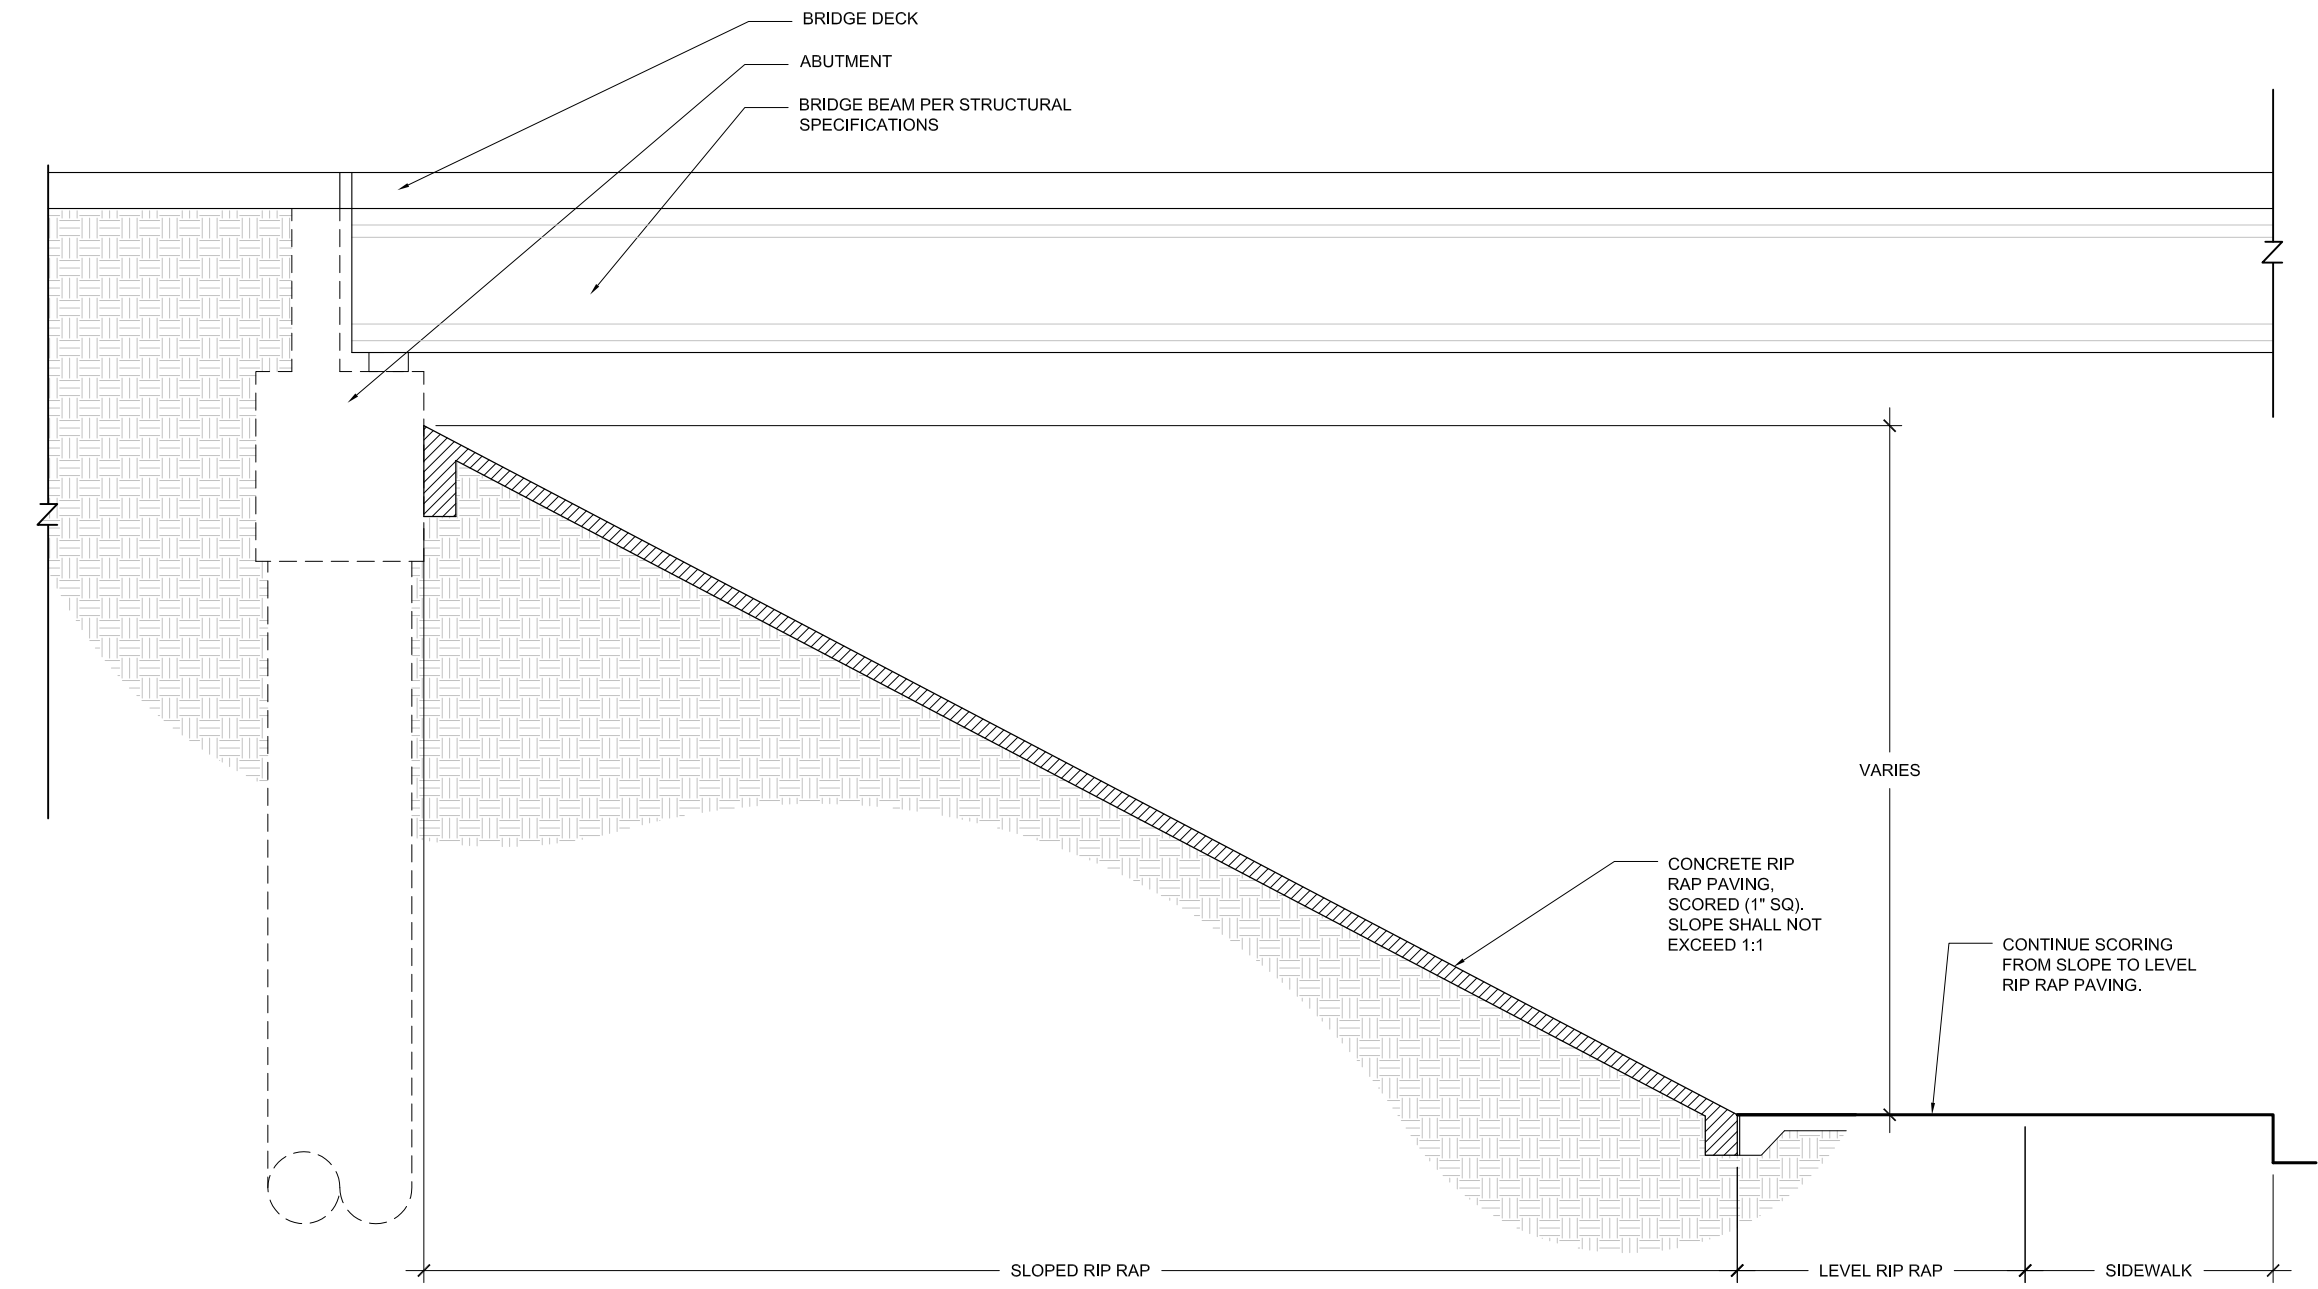 BRIDGE DECK
ABUTMENT
BRIDGE BEAM PER STRUCTURAL
SPECIFICATIONS
VARIES
CONCRETE RIP
RAP PAVING,
SCORED (1" SQ).
SLOPE SHALL NOT
EXCEED 1:1
CONTINUE SCORING
FROM SLOPE TO LEVEL
RIP RAP PAVING.
SLOPED RIP RAP
LEVEL RIP RAP
SIDEWALK